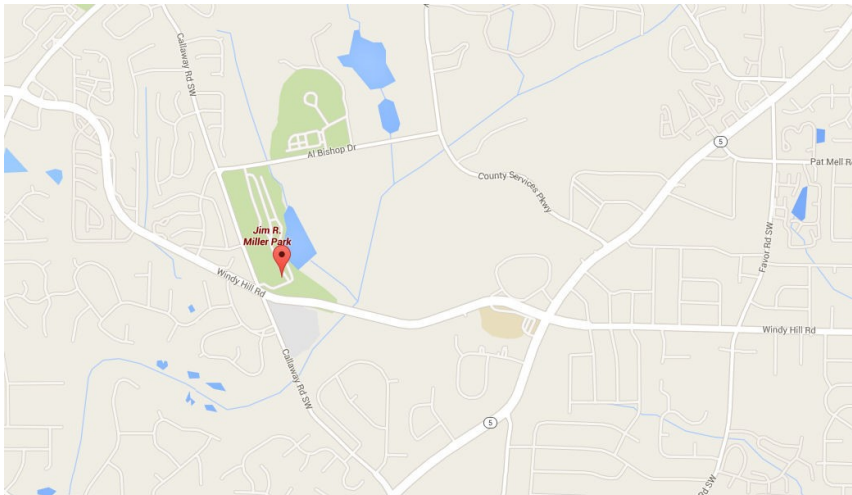 Callaway Rd SW
5
Al Bishop Dr
Pat Mell R
County Services Pkwy
Jim R.
Miller Park
Favor Rd SW
Windy Hill Rd
Windy Hill Rd
Callaway Rd SW
5
Rd SW